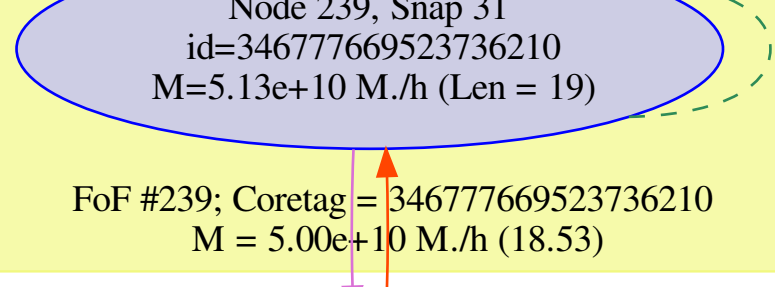 Node 239, Snap 31
id=346777669523736210
M=5.13e+10 M./h (Len = 19)
FoF #239; Coretag = 346777669523736210
M = 5.00e+10 M./h (18.53)